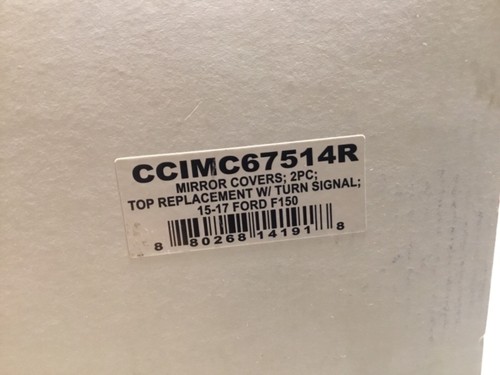 CCIMC67514R
MIRROR COVERS; 2PC;
TOP REPLACEMENT W/ TURN SIGNAL;
15-17 FORD F150
8 80268 14191 8